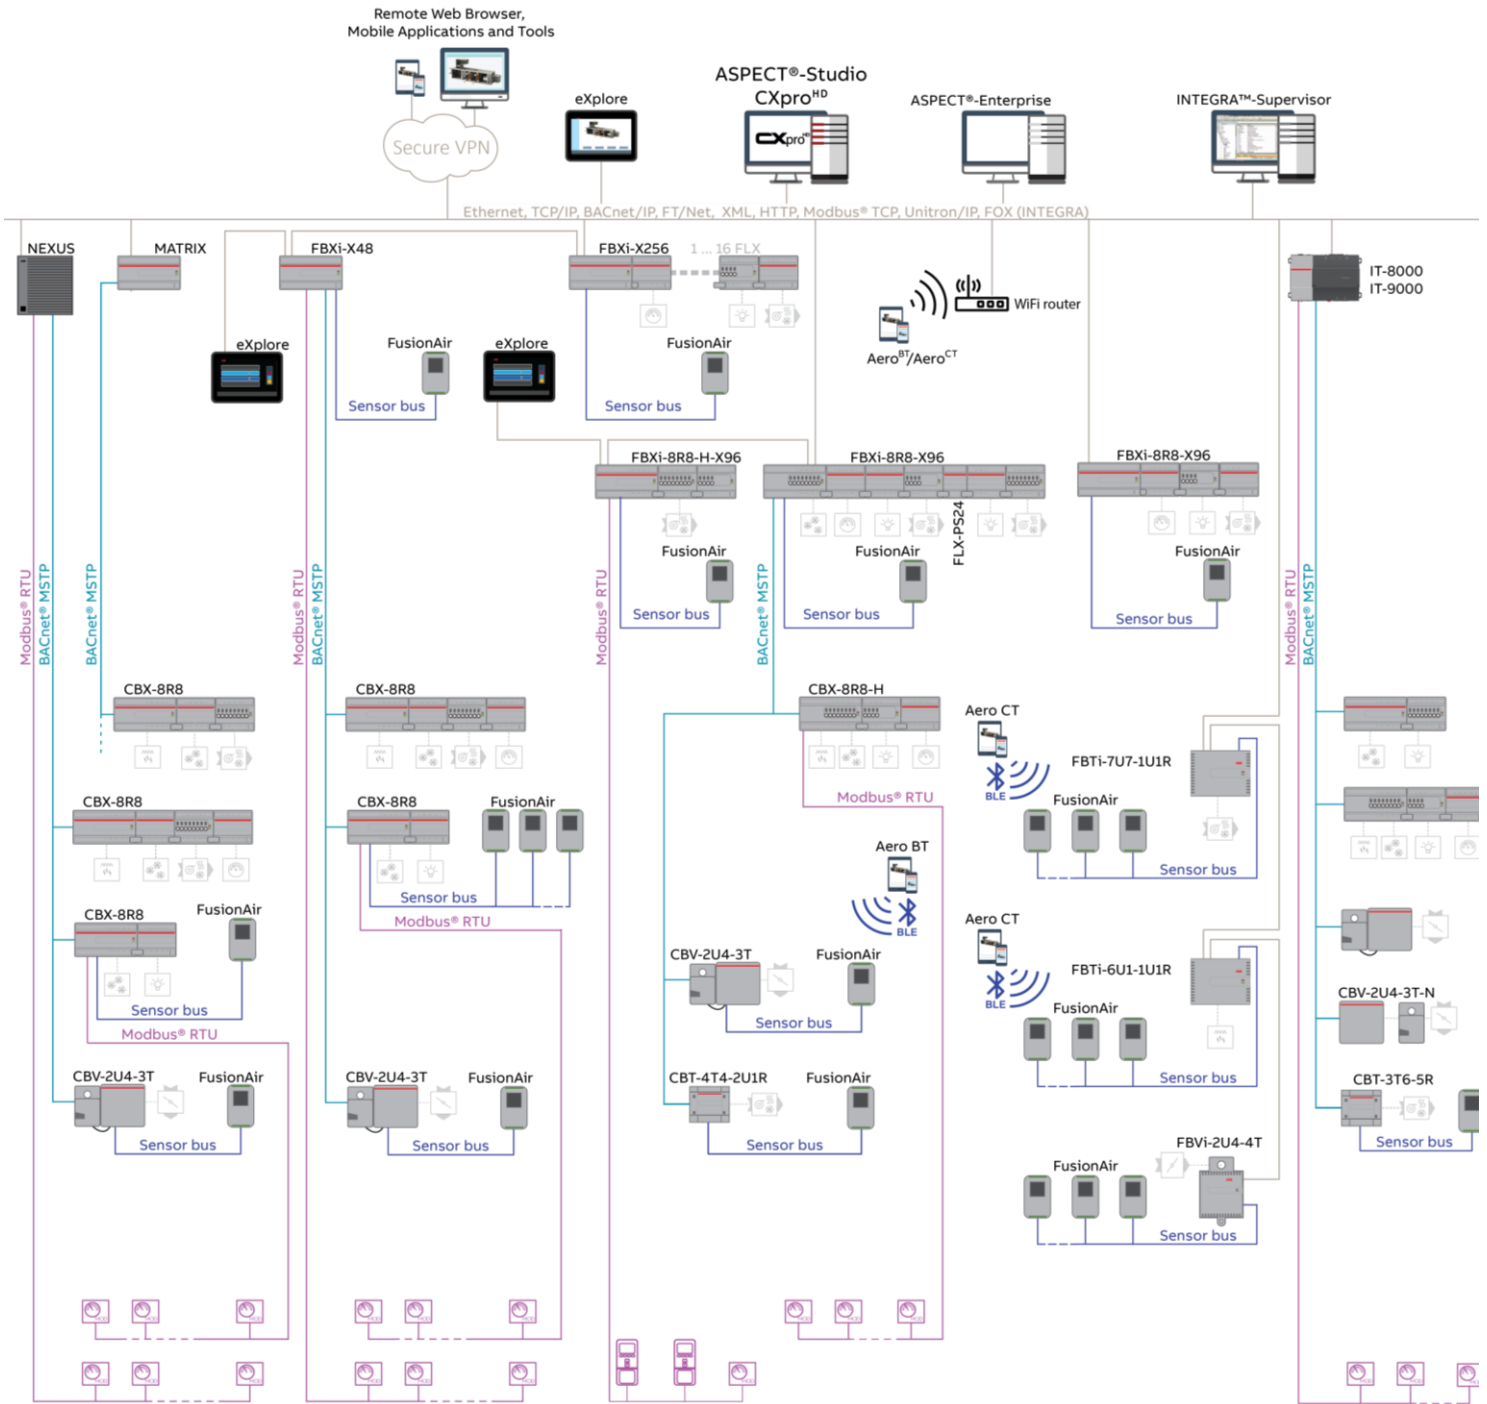 Remote Web Browser,
Mobile Applications and Tools
Secure VPN
eXplore
ASPECT®-Studio
CXpro^HD
CXpro HD
ASPECT®-Enterprise
INTEGRA™-Supervisor
Ethernet, TCP/IP, BACnet/IP, FT/Net, XML, HTTP, Modbus® TCP, Unitron/IP, FOX (INTEGRA)
NEXUS
MATRIX
FBXi-X48
FBXi-X256
1 ... 16 FLX
IT-8000
IT-9000
WiFi router
Aero^BT/Aero^CT
eXplore
FusionAir
Sensor bus
eXplore
FusionAir
Sensor bus
FBXi-8R8-H-X96
FBXi-8R8-X96
FBXi-8R8-X96
FLX-PS24
FusionAir
Sensor bus
FusionAir
Sensor bus
FusionAir
Sensor bus
Modbus® RTU
BACnet® MSTP
BACnet® MSTP
Modbus® RTU
BACnet® MSTP
Modbus® RTU
BACnet® MSTP
Modbus® RTU
BACnet® MSTP
CBX-8R8
CBX-8R8
CBX-8R8-H
Modbus® RTU
Aero CT
BLE
FBTi-7U7-1U1R
FusionAir
Sensor bus
CBX-8R8
CBX-8R8
FusionAir
Sensor bus
Modbus® RTU
Aero BT
BLE
CBX-8R8
FusionAir
Sensor bus
Modbus® RTU
CBV-2U4-3T
FusionAir
Sensor bus
Aero CT
BLE
FBTi-6U1-1U1R
FusionAir
Sensor bus
CBV-2U4-3T-N
CBV-2U4-3T
FusionAir
Sensor bus
CBV-2U4-3T
FusionAir
Sensor bus
CBT-4T4-2U1R
FusionAir
Sensor bus
CBT-3T6-5R
Sensor bus
FBVi-2U4-4T
FusionAir
Sensor bus